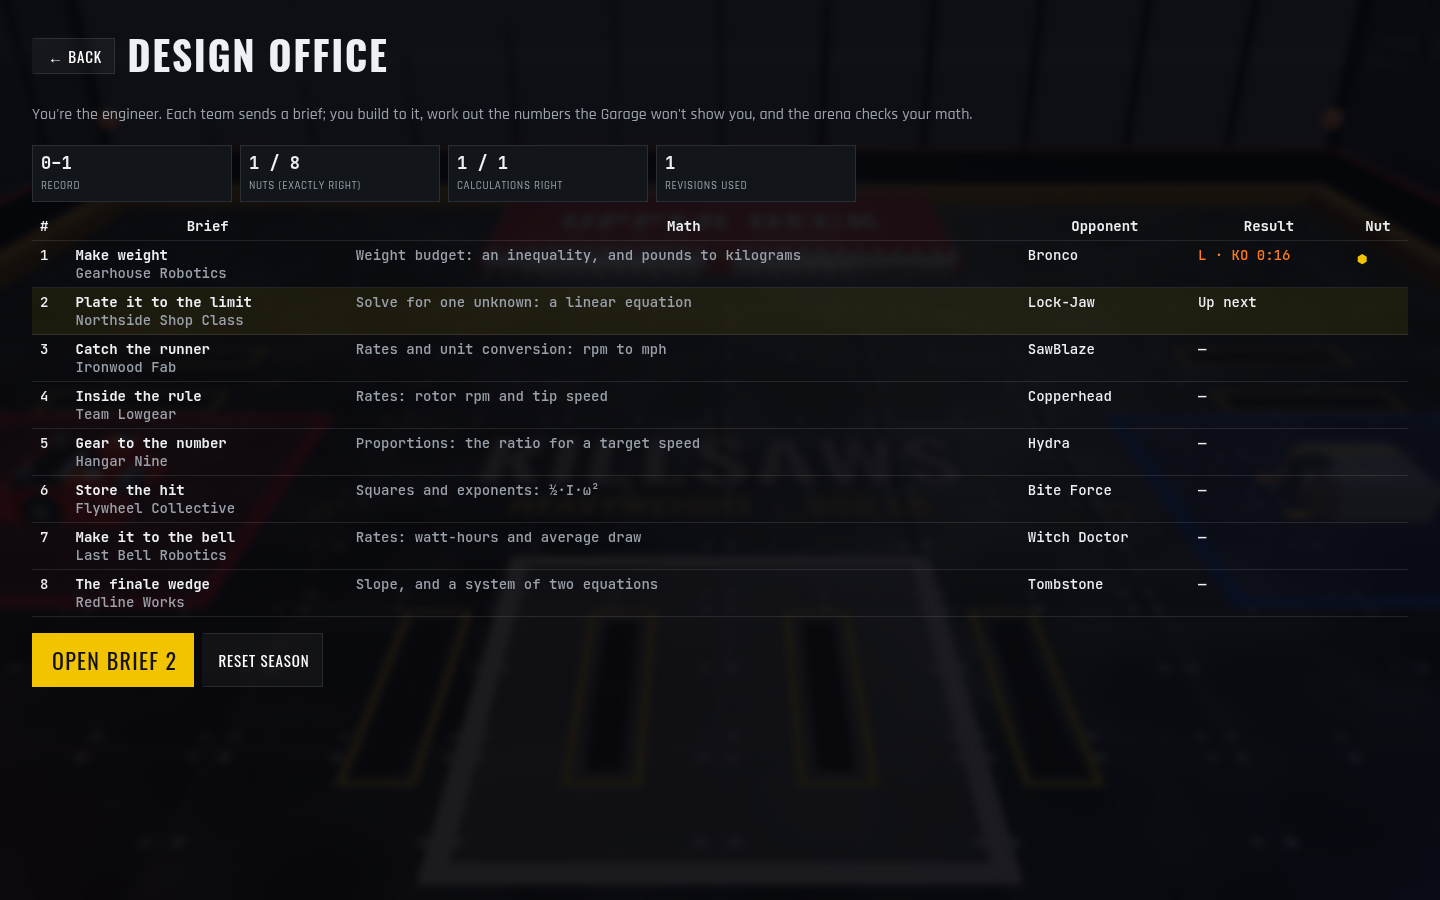 ← BACK
DESIGN OFFICE
You're the engineer. Each team sends a brief; you build to it, work out the numbers the Garage won't show you, and the arena checks your math.
0–1
RECORD
1 / 8
NUTS (EXACTLY RIGHT)
1 / 1
CALCULATIONS RIGHT
1
REVISIONS USED
# Brief Math Opponent Result Nut
1 Make weight Weight budget: an inequality, and pounds to kilograms Bronco L · KO 0:16 ⬢
Gearhouse Robotics
2 Plate it to the limit Solve for one unknown: a linear equation Lock-Jaw Up next
Northside Shop Class
3 Catch the runner Rates and unit conversion: rpm to mph SawBlaze —
Ironwood Fab
4 Inside the rule Rates: rotor rpm and tip speed Copperhead —
Team Lowgear
5 Gear to the number Proportions: the ratio for a target speed Hydra —
Hangar Nine
6 Store the hit Squares and exponents: ½·I·ω² Bite Force —
Flywheel Collective
7 Make it to the bell Rates: watt-hours and average draw Witch Doctor —
Last Bell Robotics
8 The finale wedge Slope, and a system of two equations Tombstone —
Redline Works
OPEN BRIEF 2
RESET SEASON